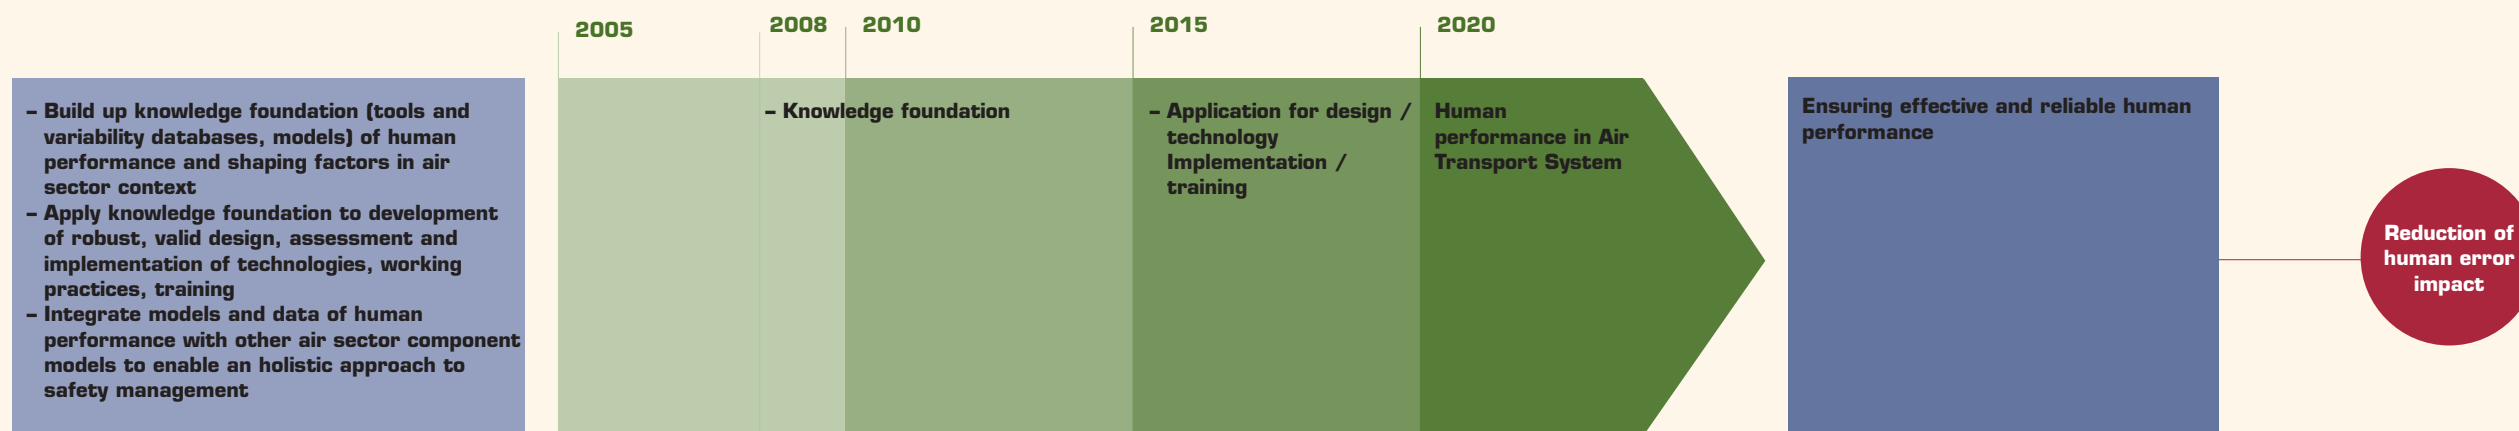 2005
2008
2010
2015
2020
– Build up knowledge foundation (tools and
variability databases, models) of human
performance and shaping factors in air
sector context
– Apply knowledge foundation to development
of robust, valid design, assessment and
implementation of technologies, working
practices, training
– Integrate models and data of human
performance with other air sector component
models to enable an holistic approach to
safety management
– Knowledge foundation
– Application for design /
technology
Implementation /
training
Human
performance in Air
Transport System
Ensuring effective and reliable human
performance
Reduction of
human error
impact